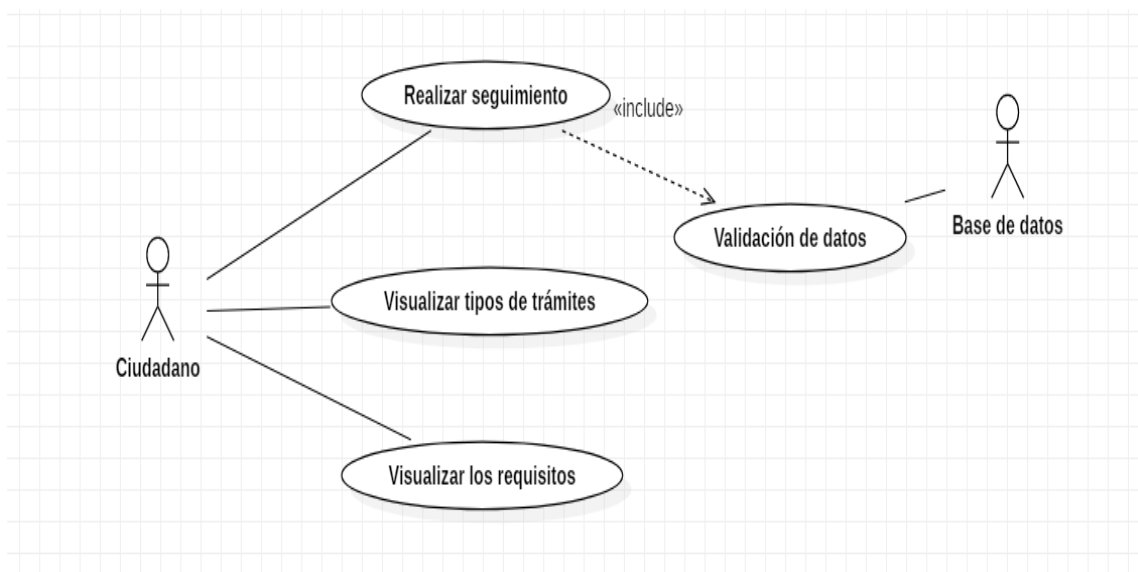 Realizar seguimiento
«include»
Base de datos
Validación de datos
Visualizar tipos de trámites
Ciudadano
Visualizar los requisitos